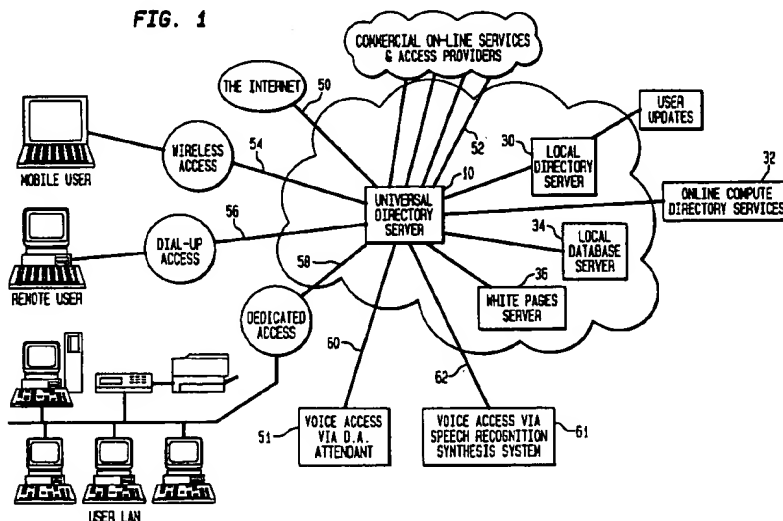 FIG. 1
COMMERCIAL ON-LINE SERVICES
& ACCESS PROVIDERS
THE INTERNET
50
52
USER
UPDATES
30
LOCAL
DIRECTORY
SERVER
32
ONLINE COMPUTE
DIRECTORY SERVICES
MOBILE USER
WIRELESS
ACCESS
54
10
UNIVERSAL
DIRECTORY
SERVER
34
LOCAL
DATABASE
SERVER
REMOTE USER
DIAL-UP
ACCESS
56
58
36
WHITE PAGES
SERVER
DEDICATED
ACCESS
60
62
51
VOICE ACCESS
VIA D.A.
ATTENDANT
VOICE ACCESS VIA
SPEECH RECOGNITION
SYNTHESIS SYSTEM
61
USER LAN